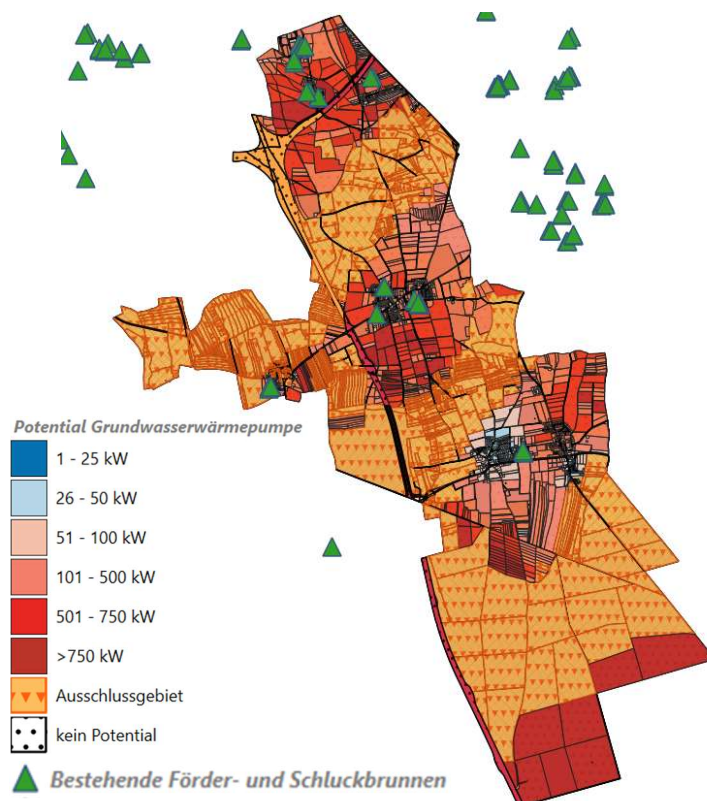 Potential Grundwasserwärmepumpe
1 - 25 kW
26 - 50 kW
51 - 100 kW
101 - 500 kW
501 - 750 kW
>750 kW
Ausschlussgebiet
kein Potential
Bestehende Förder- und Schluckbrunnen